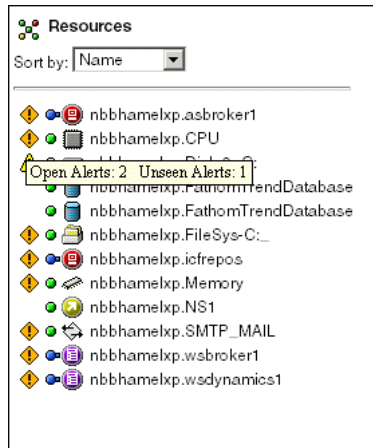 Resources
Sort by: Name
nbbhamelxp.asbroker1
nbbhamelxp.CPU
Open Alerts: 2 Unseen Alerts: 1
nbbhamelxp.FathomTrendDatabase
nbbhamelxp.FathomTrendDatabase
nbbhamelxp.FileSys-C:_
nbbhamelxp.icfrepos
nbbhamelxp.Memory
nbbhamelxp.NS1
nbbhamelxp.SMTP_MAIL
nbbhamelxp.wsbroker1
nbbhamelxp.wsdynamics1